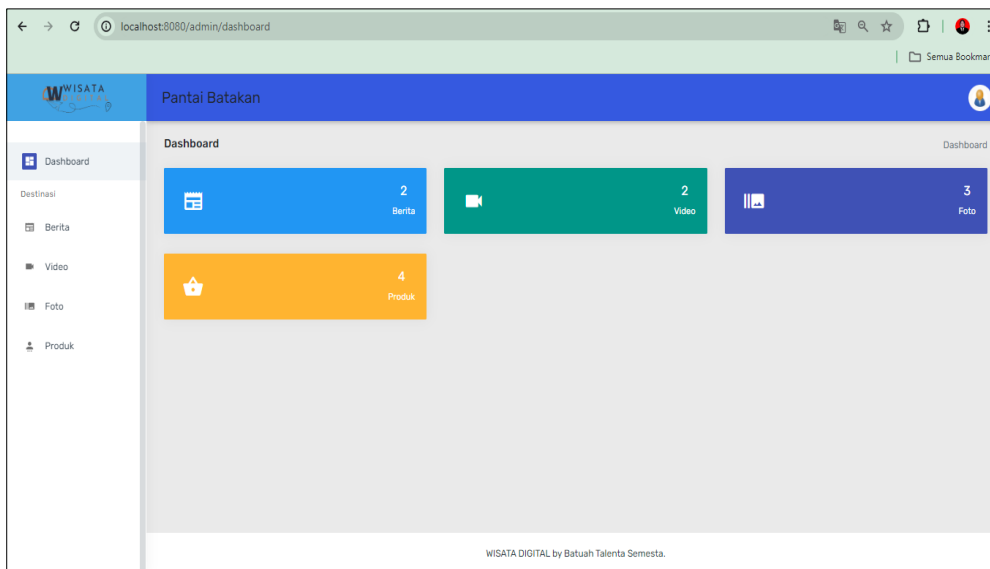 localhost:8080/admin/dashboard
Semua Bookmar
WISATA
Pantai Batakan
Dashboard
Dashboard
Dashboard
Destinasi
Berita
Video
Foto
Produk
2
Berita
2
Video
3
Foto
4
Produk
WISATA DIGITAL by Batuah Talenta Semesta.